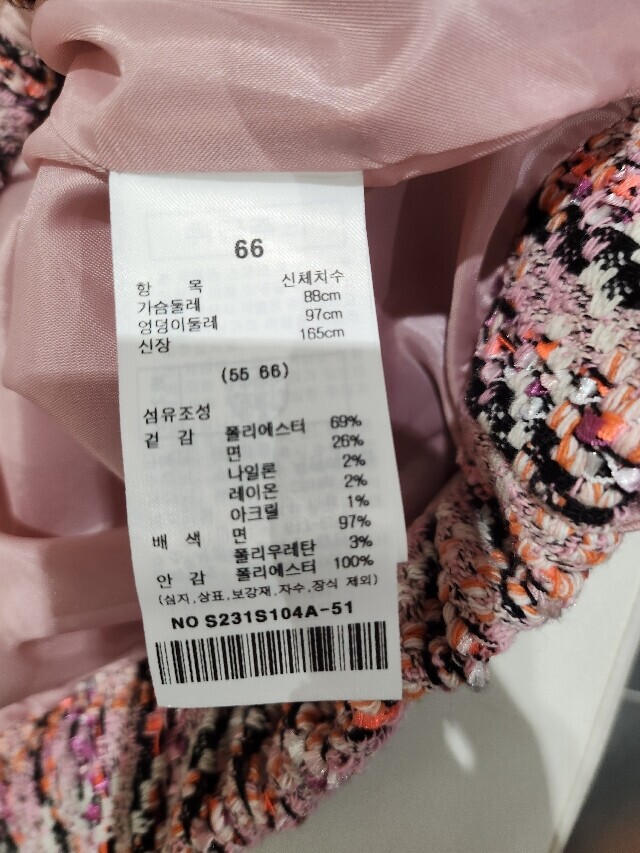 66
항 목 신체치수
가슴둘레 88cm
엉덩이둘레 97cm
신장 165cm
(55 66)
섬유조성
겉 감 폴리에스터 69%
면 26%
나일론 2%
레이온 2%
아크릴 1%
배 색 면 97%
폴리우레탄 3%
안 감 폴리에스터 100%
(심지,상표,보강재,자수,장식 제외)
NO S231S104A-51